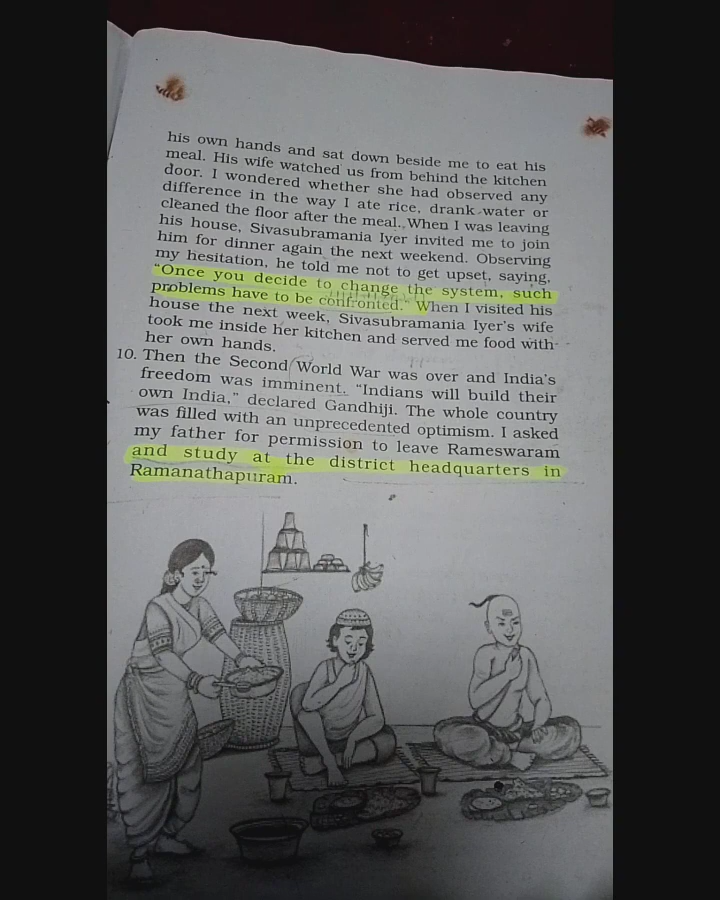 his own hands and sat down beside me to eat his
meal. His wife watched us from behind the kitchen
door. I wondered whether she had observed any
difference in the way I ate rice, drank water or
cleaned the floor after the meal. When I was leaving
his house, Sivasubramania Iyer invited me to join
him for dinner again the next weekend. Observing
my hesitation, he told me not to get upset, saying,
“Once you decide to change the system, such
problems have to be confronted.” When I visited his
house the next week, Sivasubramania Iyer’s wife
took me inside her kitchen and served me food with
her own hands.
10. Then the Second World War was over and India’s
freedom was imminent. “Indians will build their
own India,” declared Gandhiji. The whole country
was filled with an unprecedented optimism. I asked
my father for permission to leave Rameswaram
and study at the district headquarters in
Ramanathapuram.